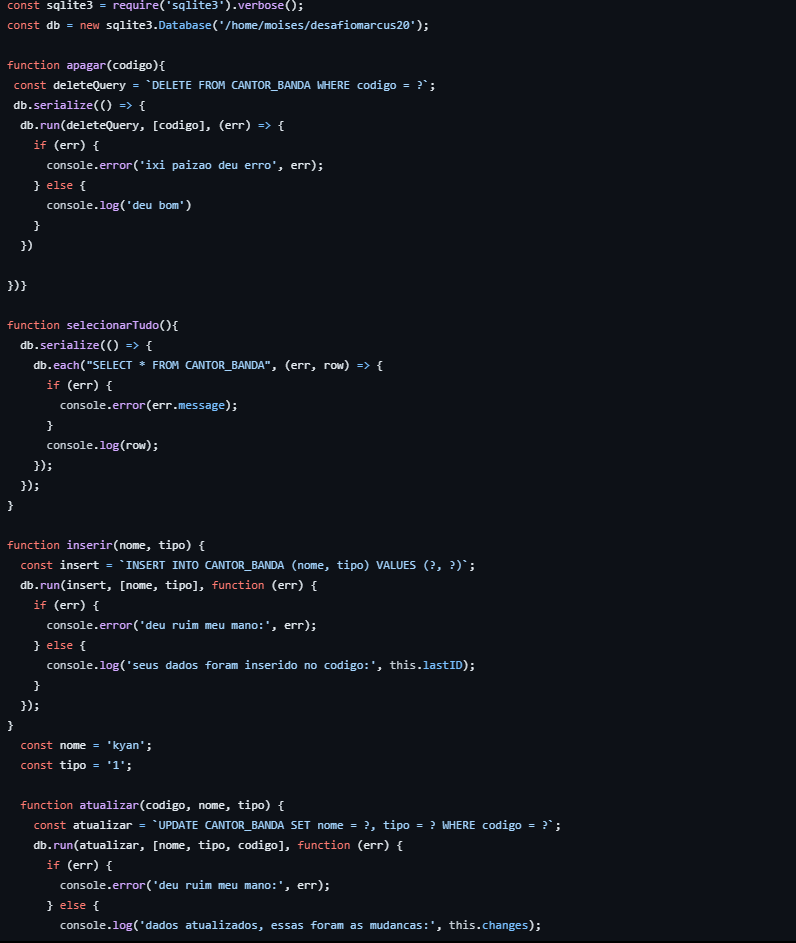 const sqlite3 = require('sqlite3').verbose();
const db = new sqlite3.Database('/home/moises/desafiomarcus20');
function apagar(codigo){
const deleteQuery = `DELETE FROM CANTOR_BANDA WHERE codigo = ?`;
db.serialize(() => {
db.run(deleteQuery, [codigo], (err) => {
if (err) {
console.error('ixi paizao deu erro', err);
} else {
console.log('deu bom')
}
})
})}
function selecionarTudo(){
db.serialize(() => {
db.each("SELECT * FROM CANTOR_BANDA", (err, row) => {
if (err) {
console.error(err.message);
}
console.log(row);
});
});
}
function inserir(nome, tipo) {
const insert = `INSERT INTO CANTOR_BANDA (nome, tipo) VALUES (?, ?)`;
db.run(insert, [nome, tipo], function (err) {
if (err) {
console.error('deu ruim meu mano:', err);
} else {
console.log('seus dados foram inserido no codigo:', this.lastID);
}
});
}
const nome = 'kyan';
const tipo = '1';
function atualizar(codigo, nome, tipo) {
const atualizar = `UPDATE CANTOR_BANDA SET nome = ?, tipo = ? WHERE codigo = ?`;
db.run(atualizar, [nome, tipo, codigo], function (err) {
if (err) {
console.error('deu ruim meu mano:', err);
} else {
console.log('dados atualizados, essas foram as mudancas:', this.changes);